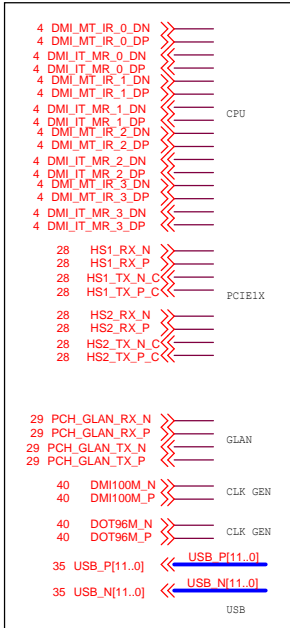 4 DMI_MT_IR_0_DN
4 DMI_MT_IR_0_DP
4 DMI_IT_MR_0_DN
4 DMI_IT_MR_0_DP
4 DMI_MT_IR_1_DN
4 DMI_MT_IR_1_DP
4 DMI_IT_MR_1_DN
CPU
4 DMI_IT_MR_1_DP
4 DMI_MT_IR_2_DN
4 DMI_MT_IR_2_DP
4 DMI_IT_MR_2_DN
4 DMI_IT_MR_2_DP
4 DMI_MT_IR_3_DN
4 DMI_MT_IR_3_DP
4 DMI_IT_MR_3_DN
4 DMI_IT_MR_3_DP
28 HS1_RX_N
28 HS1_RX_P
28 HS1_TX_N_C
28 HS1_TX_P_C
PCIE1X
28 HS2_RX_N
28 HS2_RX_P
28 HS2_TX_N_C
28 HS2_TX_P_C
29 PCH_GLAN_RX_N
29 PCH_GLAN_RX_P
GLAN
29 PCH_GLAN_TX_N
29 PCH_GLAN_TX_P
40 DMI100M_N
CLK GEN
40 DMI100M_P
40 DOT96M_N
CLK GEN
40 DOT96M_P
35 USB_P[11..0] USB_P[11..0]
35 USB_N[11..0] USB_N[11..0]
USB